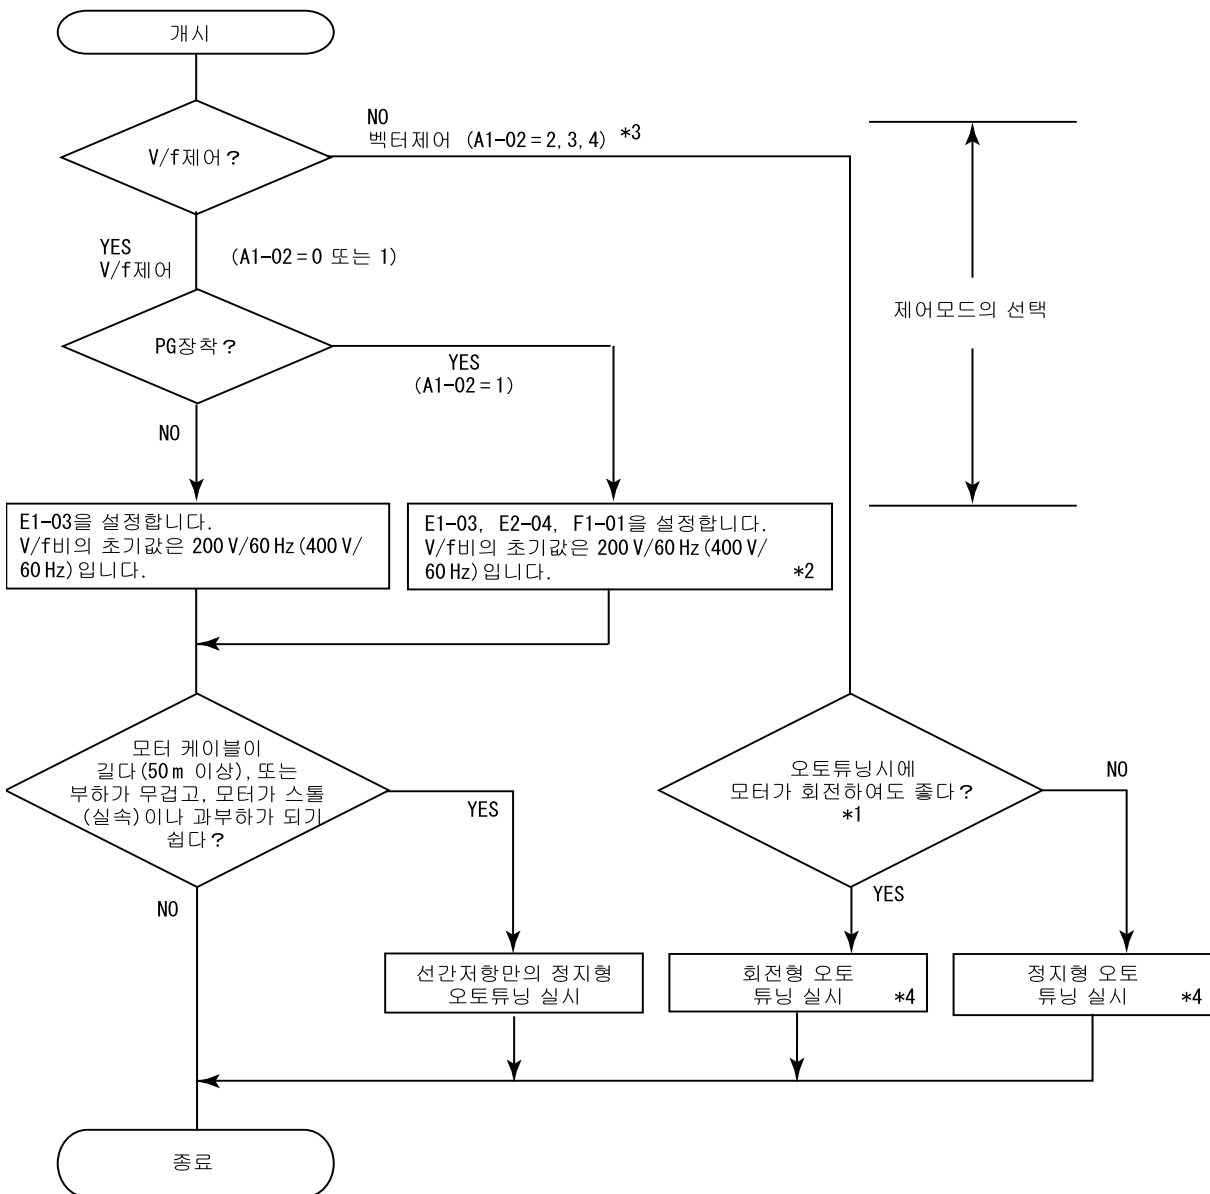 개시
V/f제어?
NO
벡터제어 (A1-02=2, 3, 4) *3
YES
V/f제어
(A1-02=0 또는 1)
제어모드의 선택
PG장착?
YES
(A1-02=1)
NO
E1-03을 설정합니다.
V/f비의 초기값은 200 V/60 Hz (400 V/
60 Hz)입니다.
E1-03, E2-04, F1-01을 설정합니다.
V/f비의 초기값은 200 V/60 Hz (400 V/
60 Hz)입니다. *2
모터 케이블이
길다(50 m 이상), 또는
부하가 무겁고, 모터가 스톨
(실속)이나 과부하가 되기
쉽다?
YES
NO
오토튜닝시에
모터가 회전하여도 좋다?
*1
NO
YES
선간저항만의 정지형
오토튜닝 실시
회전형 오토
튜닝 실시 *4
정지형 오토
튜닝 실시 *4
종료